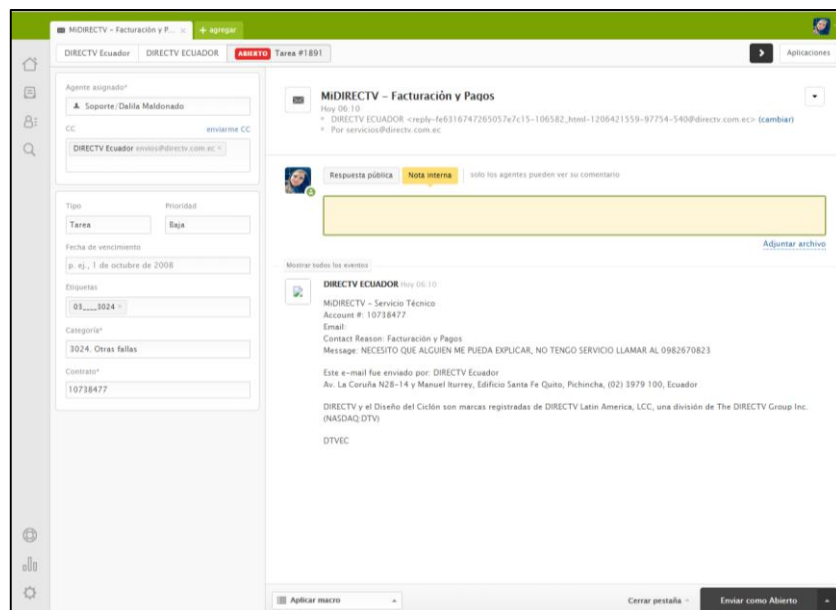 MiDIRECTV – Facturación y P... ×
+ agregar
DIRECTV Ecuador
DIRECTV ECUADOR
ABIERTO Tarea #1891
Aplicaciones
Agente asignado*
Soporte/Dalila Maldonado
CC
enviarme CC
DIRECTV Ecuador envios@directv.com.ec ×
Tipo
Prioridad
Tarea
Baja
Fecha de vencimiento
p. ej., 1 de octubre de 2008
Etiquetas
03____3024 ×
Categoría*
3024. Otras fallas
Contrato*
10738477
MiDIRECTV – Facturación y Pagos
Hoy 06:10
DIRECTV ECUADOR <reply-fe6316747265057e7c15-106582_html-1206421559-97754-540@directv.com.ec> (cambiar)
Por servicios@directv.com.ec
Respuesta pública
Nota interna
solo los agentes pueden ver su comentario
Adjuntar archivo
Mostrar todos los eventos
DIRECTV ECUADOR Hoy 06:10
MiDIRECTV – Servicio Técnico
Account #: 10738477
Email:
Contact Reason: Facturación y Pagos
Message: NECESITO QUE ALGUIEN ME PUEDA EXPLICAR, NO TENGO SERVICIO LLAMAR AL 0982670823
Este e-mail fue enviado por: DIRECTV Ecuador
Av. La Coruña N28-14 y Manuel Iturrey, Edificio Santa Fe Quito, Pichincha, (02) 3979 100, Ecuador
DIRECTV y el Diseño del Ciclón son marcas registradas de DIRECTV Latin America, LCC, una división de The DIRECTV Group Inc.
(NASDAQ:DTV)
DTVEC
Aplicar macro
Cerrar pestaña
Enviar como Abierto